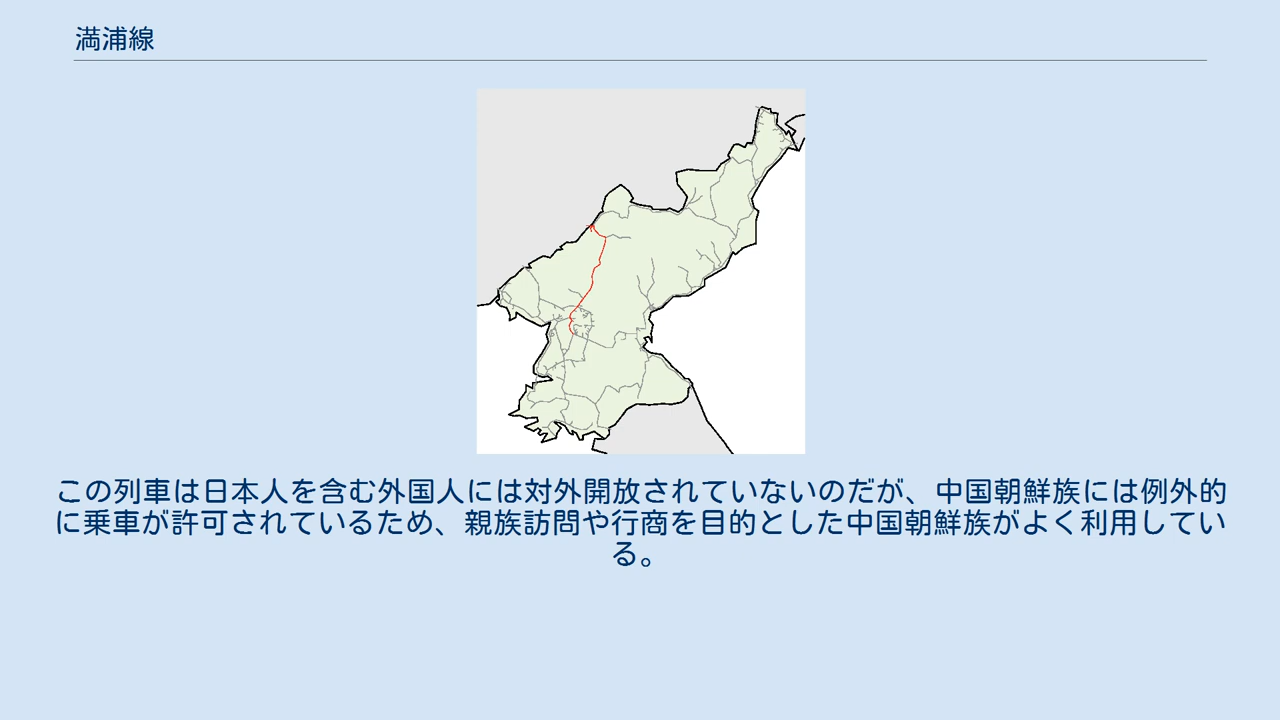 満浦線
この列車は日本人を含む外国人には対外開放されていないのだが、中国朝鮮族には例外的
に乗車が許可されているため、親族訪問や行商を目的とした中国朝鮮族がよく利用してい
る。